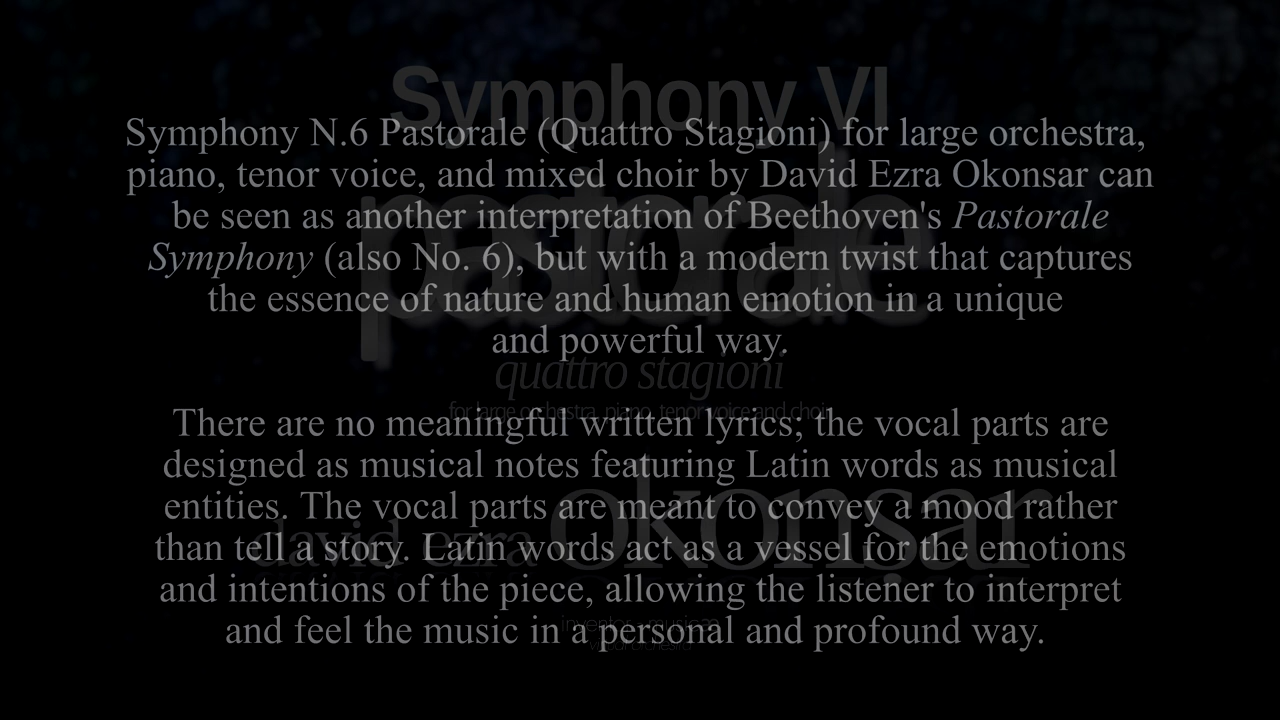 Symphony VI
Symphony N.6 Pastorale (Quattro Stagioni) for large orchestra,
piano, tenor voice, and mixed choir by David Ezra Okonsar can
be seen as another interpretation of Beethoven's Pastorale
Symphony (also No. 6), but with a modern twist that captures
the essence of nature and human emotion in a unique
and powerful way.
pastorale
quattro stagioni
for large orchestra, piano, tenor voice and choir
There are no meaningful written lyrics; the vocal parts are
designed as musical notes featuring Latin words as musical
entities. The vocal parts are meant to convey a mood rather
than tell a story. Latin words act as a vessel for the emotions
and intentions of the piece, allowing the listener to interpret
and feel the music in a personal and profound way.
david ezra okonşar